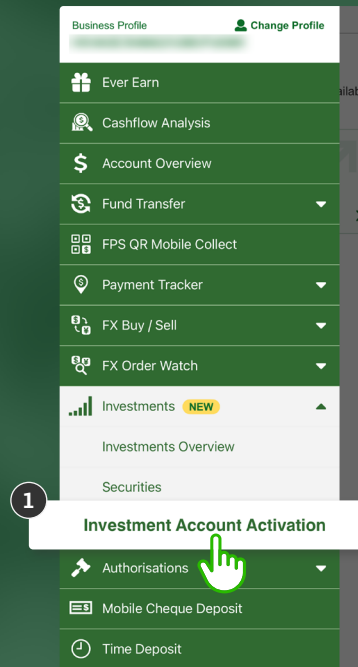 Business Profile
Change Profile
Ever Earn
Cashflow Analysis
Account Overview
Fund Transfer
FPS QR Mobile Collect
Payment Tracker
FX Buy / Sell
FX Order Watch
Investments NEW
Investments Overview
Securities
1
Investment Account Activation
Authorisations
Mobile Cheque Deposit
Time Deposit